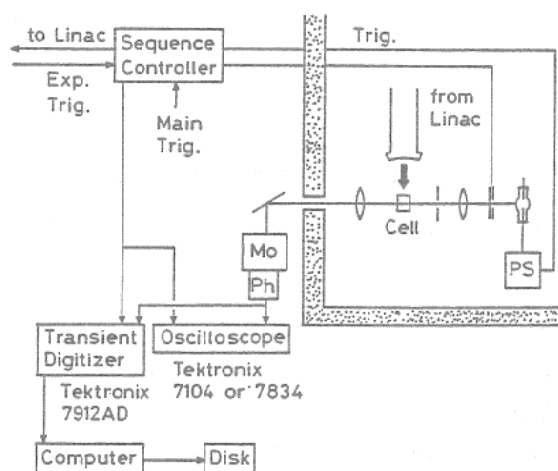 to Linac
Sequence
Controller
Exp.
Trig.
Main
Trig.
Trig.
from
Linac
Cell
Mo
Ph
PS
Transient
Digitizer
Oscilloscope
Tektronix
7912AD
Tektronix
7104 or 7834
Computer
Disk